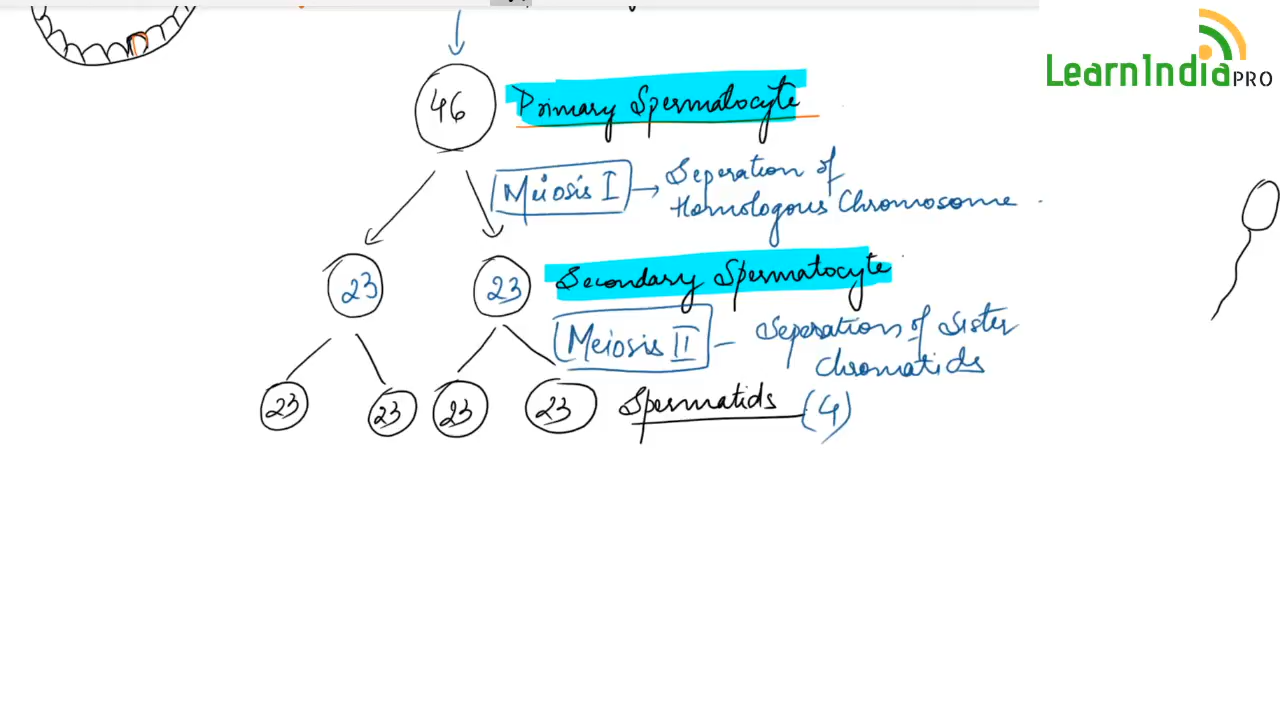 LearnIndia PRO
46 Primary Spermatocyte
Meiosis I → Seperation of
Homologous Chromosome
23 23 Secondary Spermatocyte
Meiosis II – Seperation of Sister
Chromatids
23 23 23 23 Spermatids (4)